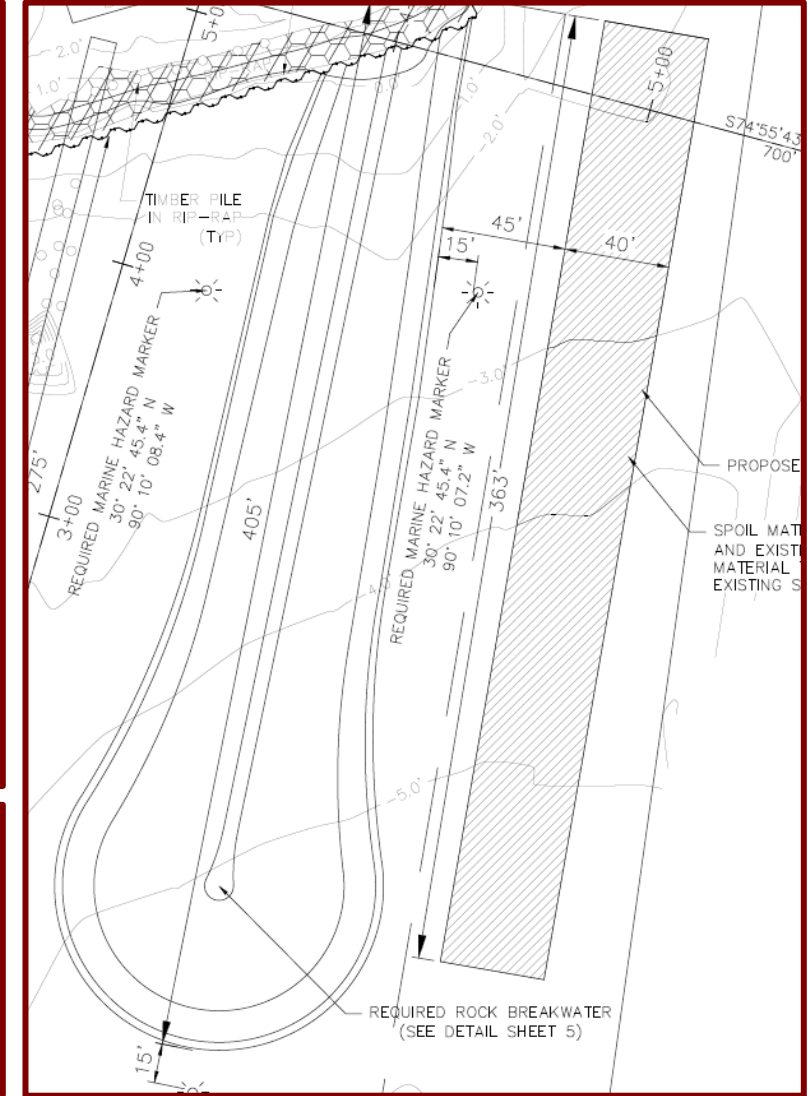 5+0
2.0'
1.0'
0.0'
-1.0'
-2.0'
5+00
S74°55'43
700'
TIMBER PILE
IN RIP-RAP
(TYP)
45'
15'
40'
4+00
REQUIRED MARINE HAZARD MARKER
30° 22' 45.4" N
90° 10' 08.4" W
-3.0'
REQUIRED MARINE HAZARD MARKER
30° 22' 45.4" N
90° 10' 07.2" W
275'
3+00
405'
363'
PROPOSE
SPOIL MAT
AND EXIST
MATERIAL
EXISTING S
-5.0'
REQUIRED ROCK BREAKWATER
(SEE DETAIL SHEET 5)
15'